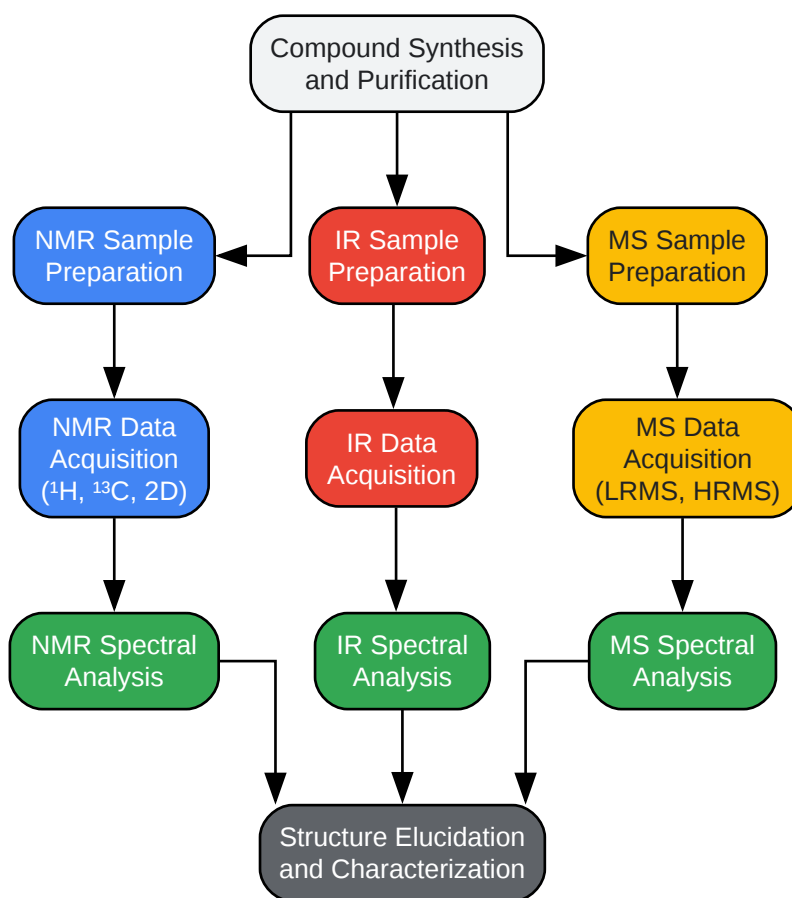 Compound Synthesis
and Purification
NMR Sample
Preparation
IR Sample
Preparation
MS Sample
Preparation
NMR Data
Acquisition
(¹H, ¹³C, 2D)
IR Data
Acquisition
MS Data
Acquisition
(LRMS, HRMS)
NMR Spectral
Analysis
IR Spectral
Analysis
MS Spectral
Analysis
Structure Elucidation
and Characterization